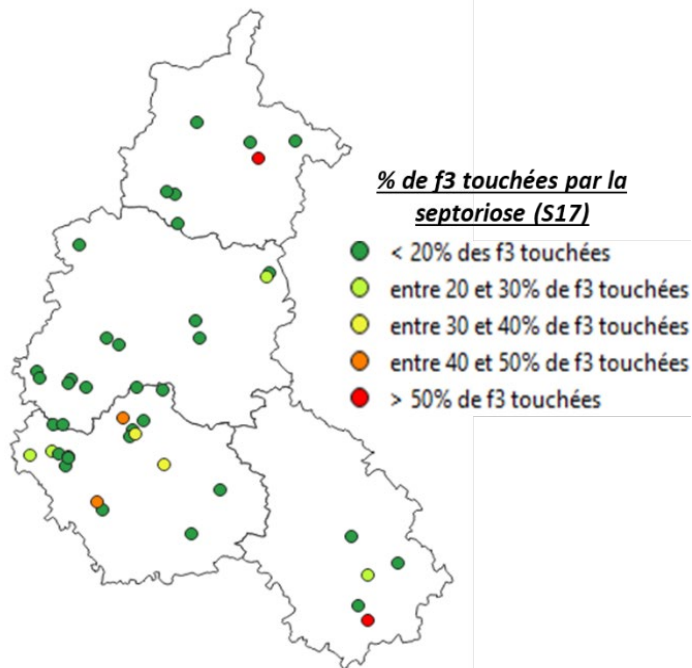 % de f3 touchées par la
septoriose (S17)
< 20% des f3 touchées
entre 20 et 30% de f3 touchées
entre 30 et 40% de f3 touchées
entre 40 et 50% de f3 touchées
> 50% de f3 touchées